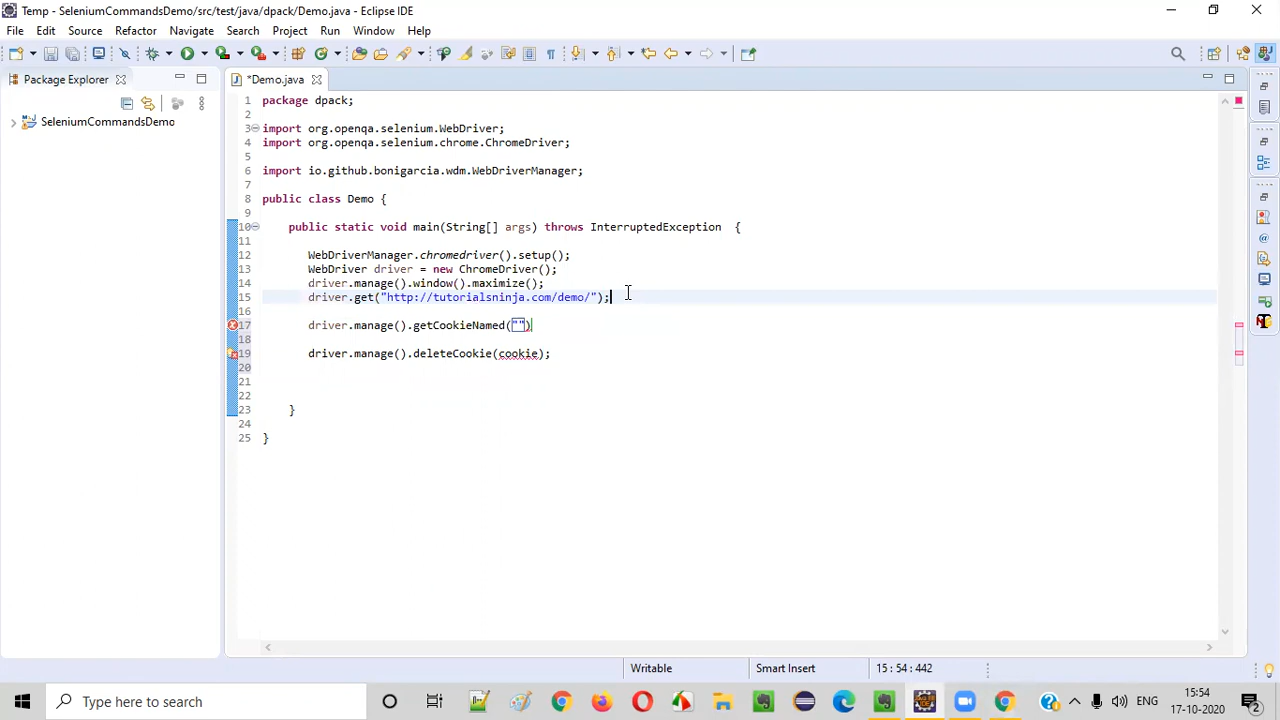 Temp - SeleniumCommandsDemo/src/test/java/dpack/Demo.java - Eclipse IDE
File Edit Source Refactor Navigate Search Project Run Window Help
Package Explorer
*Demo.java
SeleniumCommandsDemo
1 package dpack;
2
3 import org.openqa.selenium.WebDriver;
4 import org.openqa.selenium.chrome.ChromeDriver;
5
6 import io.github.bonigarcia.wdm.WebDriverManager;
7
8 public class Demo {
9
10 public static void main(String[] args) throws InterruptedException {
11
12 WebDriverManager.chromedriver().setup();
13 WebDriver driver = new ChromeDriver();
14 driver.manage().window().maximize();
15 driver.get("http://tutorialsninja.com/demo/");
16
17 driver.manage().getCookieNamed("")
18
19 driver.manage().deleteCookie(cookie);
20
21
22
23 }
24
25 }
Writable Smart Insert 15 : 54 : 442
Type here to search
ENG
15:54
17-10-2020
2